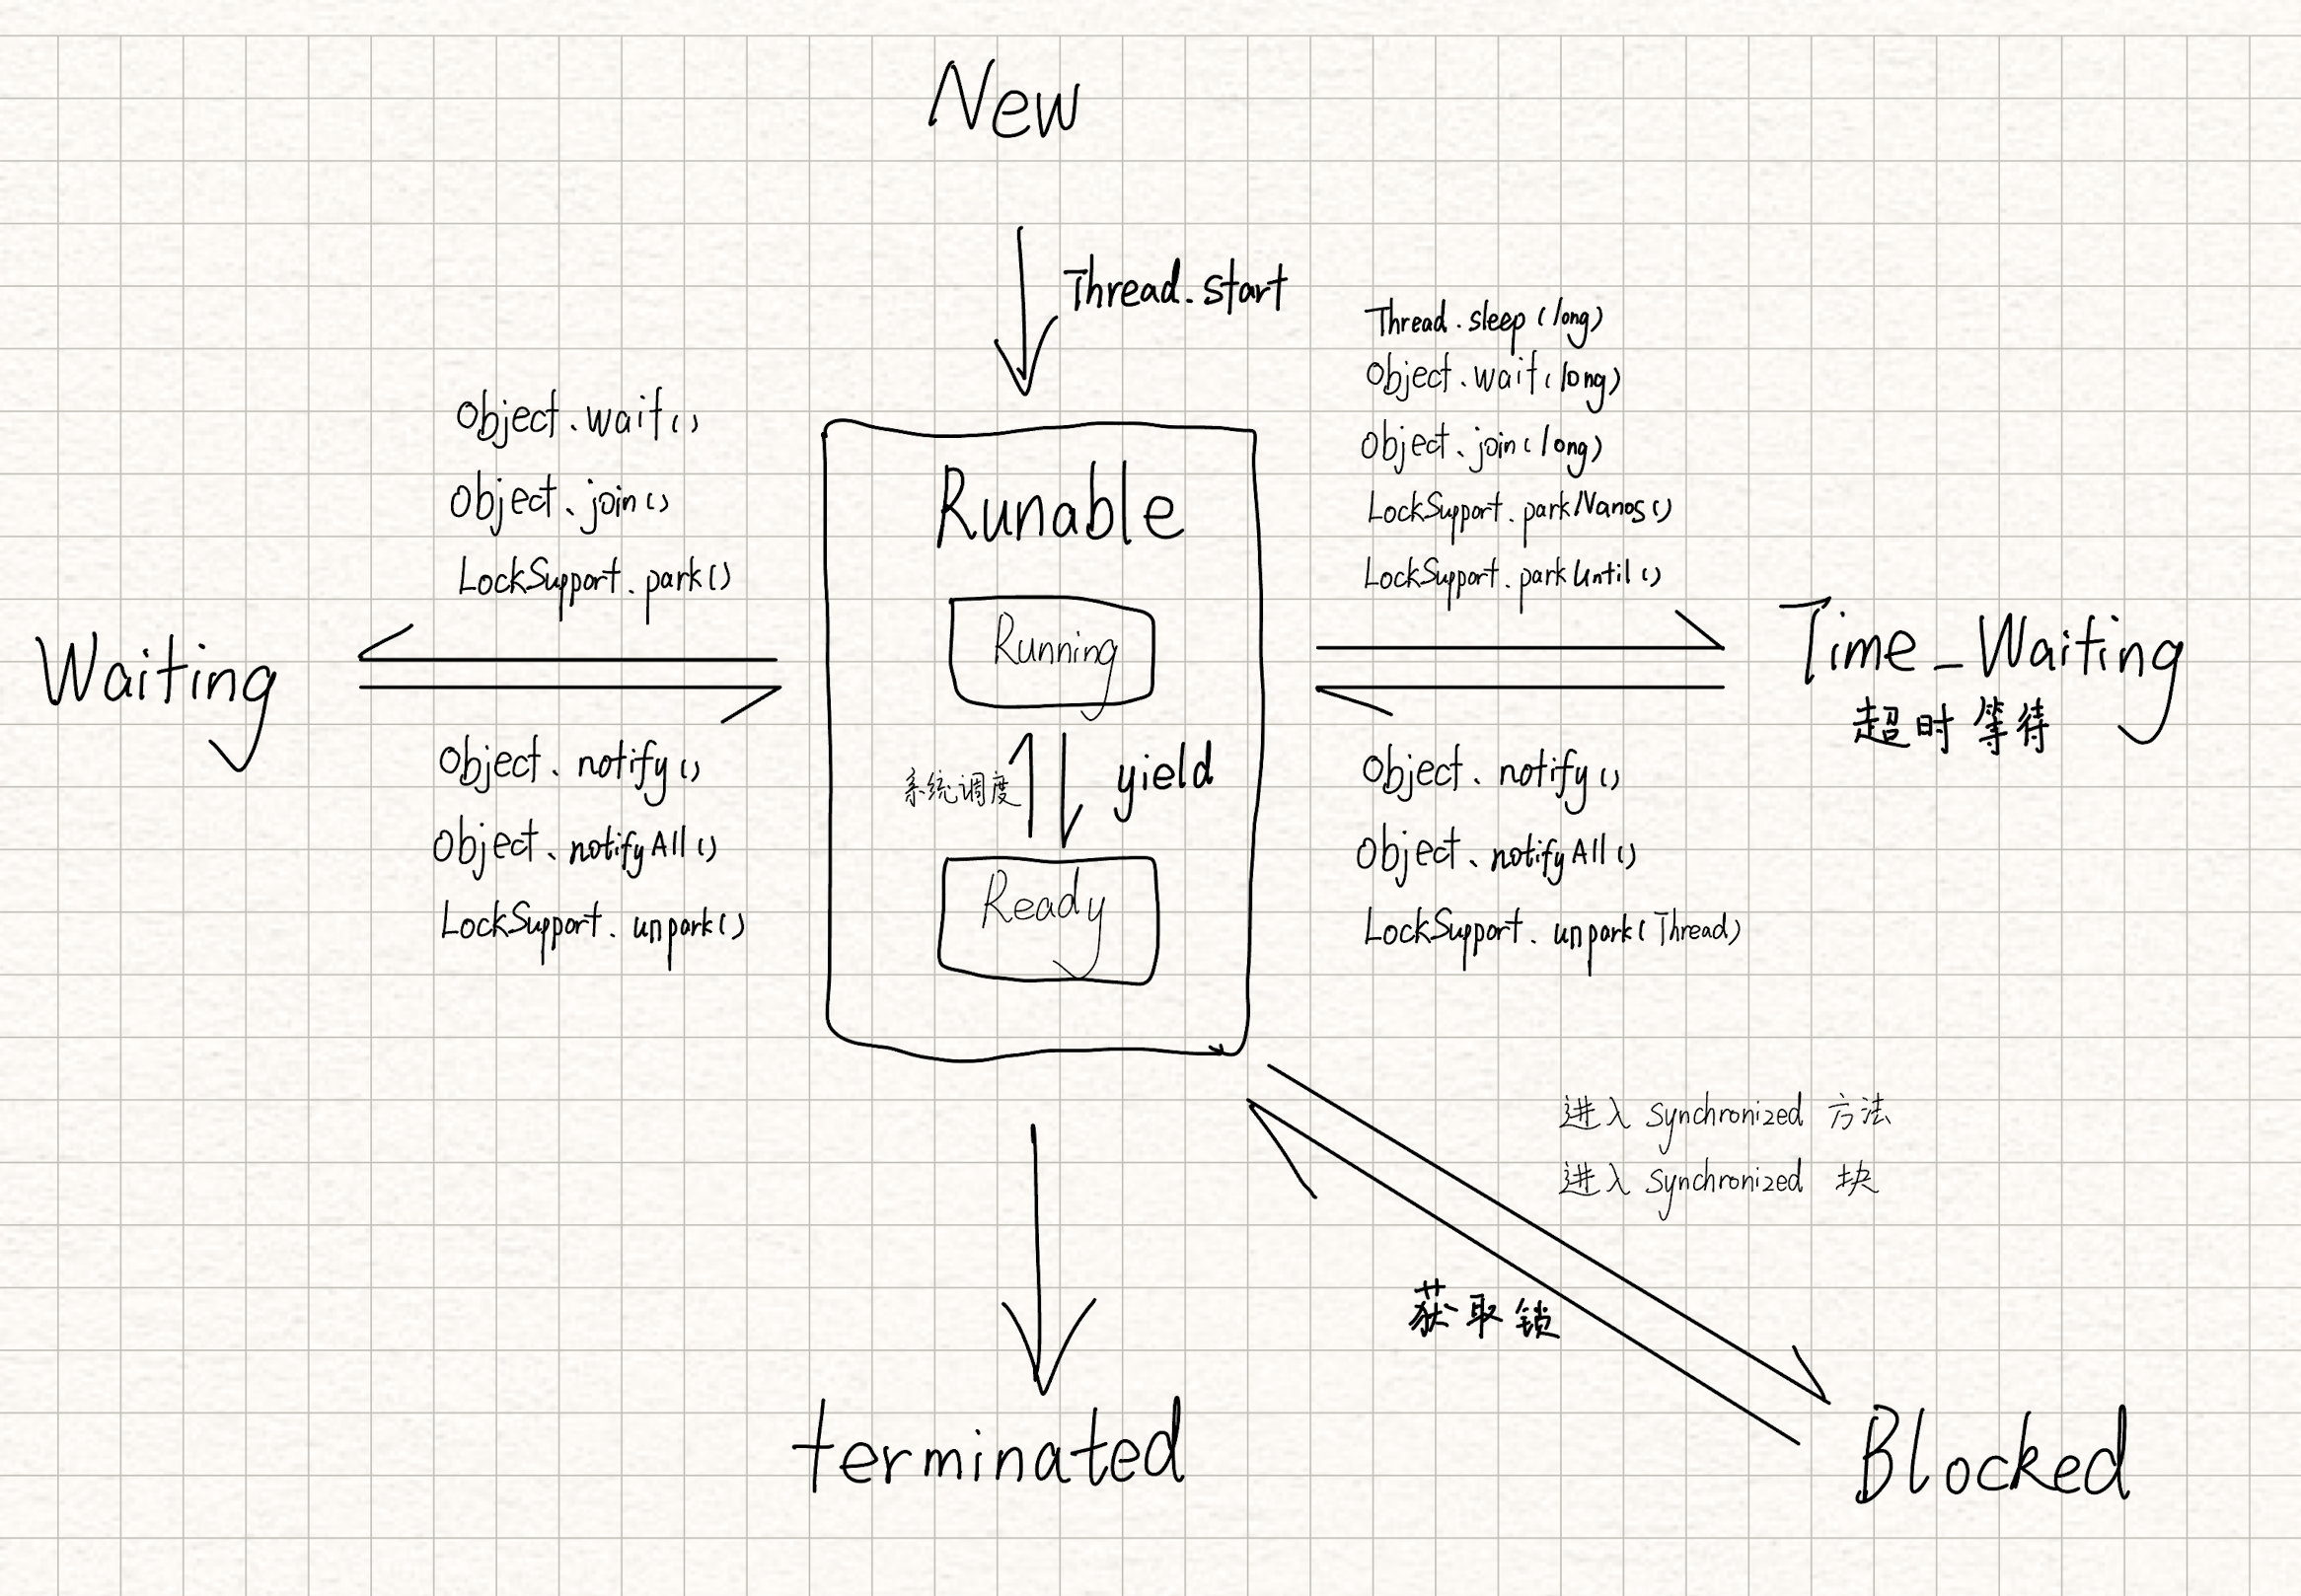 New
Thread.start
Object.wait()
Object.join()
LockSupport.park()
Waiting
Object.notify()
Object.notifyAll()
LockSupport.unpark()
Runable
Running
系统调度
yield
Ready
Thread.sleep(long)
Object.wait(long)
Object.join(long)
LockSupport.parkNanos()
LockSupport.parkUntil()
Time_Waiting
超时等待
Object.notify()
Object.notifyAll()
LockSupport.unpark(Thread)
进入 synchronized 方法
进入 synchronized 块
获取锁
terminated
Blocked